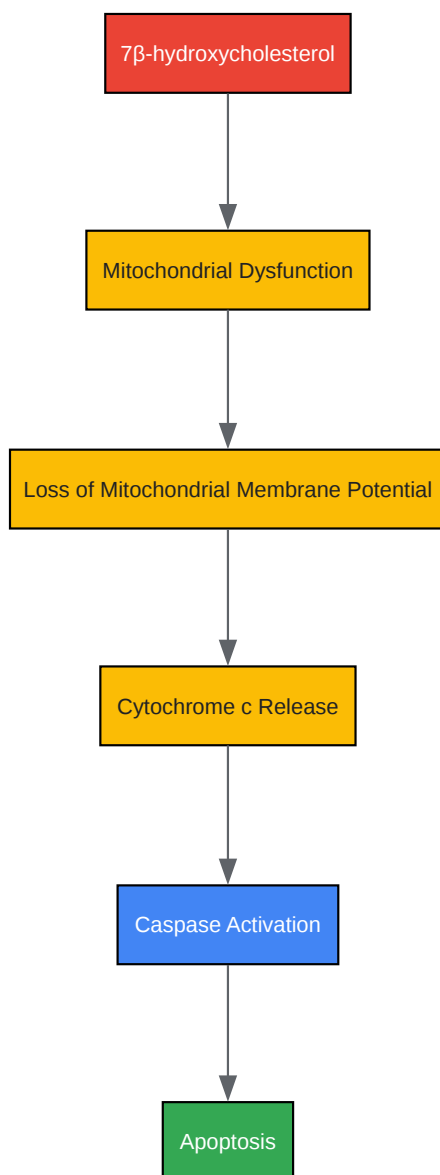 7β-hydroxycholesterol
Mitochondrial Dysfunction
Loss of Mitochondrial Membrane Potential
Cytochrome c Release
Caspase Activation
Apoptosis